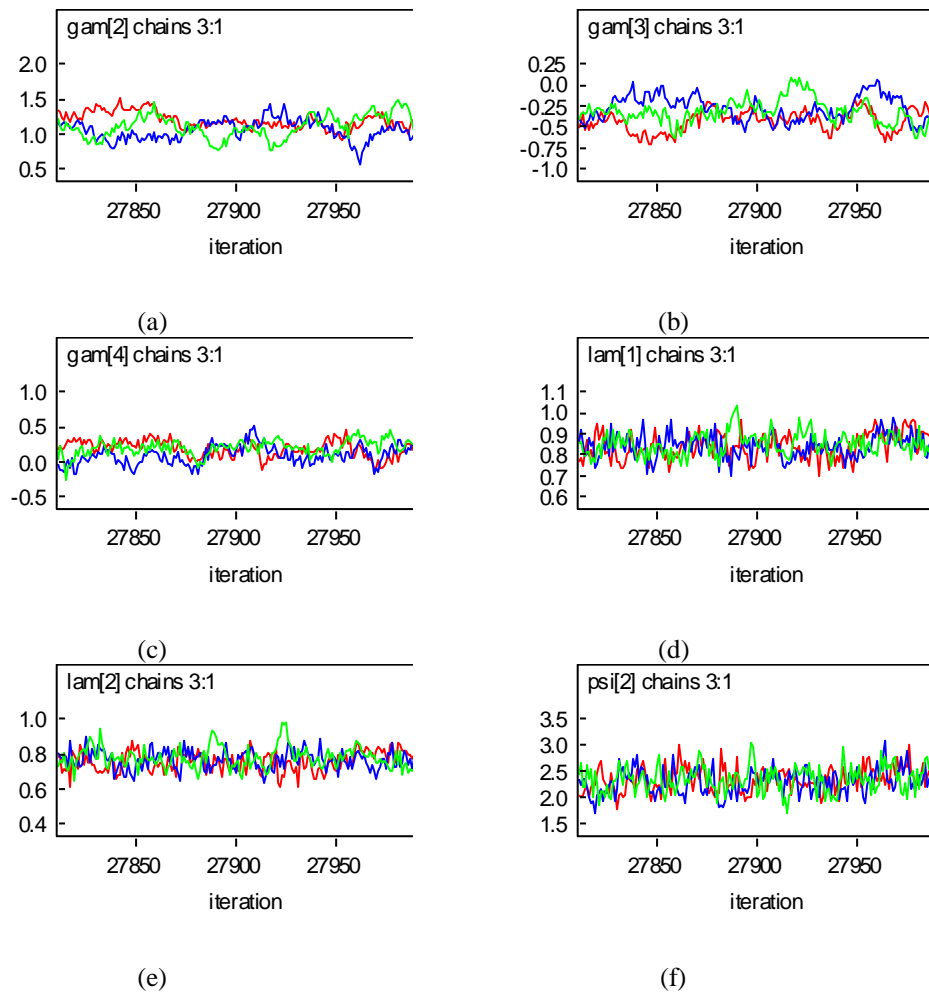 gam[2] chains 3:1
2.0
1.5
1.0
0.5
27850 27900 27950
iteration
(a)
gam[3] chains 3:1
0.25
0.0
-0.25
-0.5
-0.75
-1.0
27850 27900 27950
iteration
(b)
gam[4] chains 3:1
1.0
0.5
0.0
-0.5
27850 27900 27950
iteration
(c)
lam[1] chains 3:1
1.1
1.0
0.9
0.8
0.7
0.6
27850 27900 27950
iteration
(d)
lam[2] chains 3:1
1.0
0.8
0.6
0.4
27850 27900 27950
iteration
(e)
psi[2] chains 3:1
3.5
3.0
2.5
2.0
1.5
27850 27900 27950
iteration
(f)